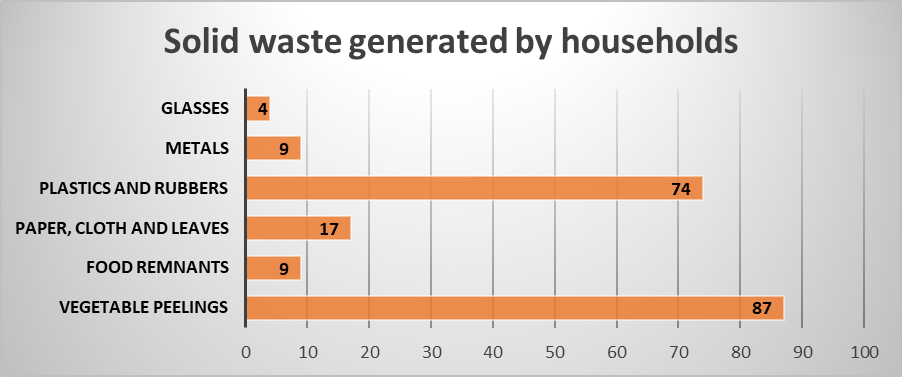 Solid waste generated by households
GLASSES 4
METALS 9
PLASTICS AND RUBBERS 74
PAPER, CLOTH AND LEAVES 17
FOOD REMNANTS 9
VEGETABLE PEELINGS 87
0 10 20 30 40 50 60 70 80 90 100